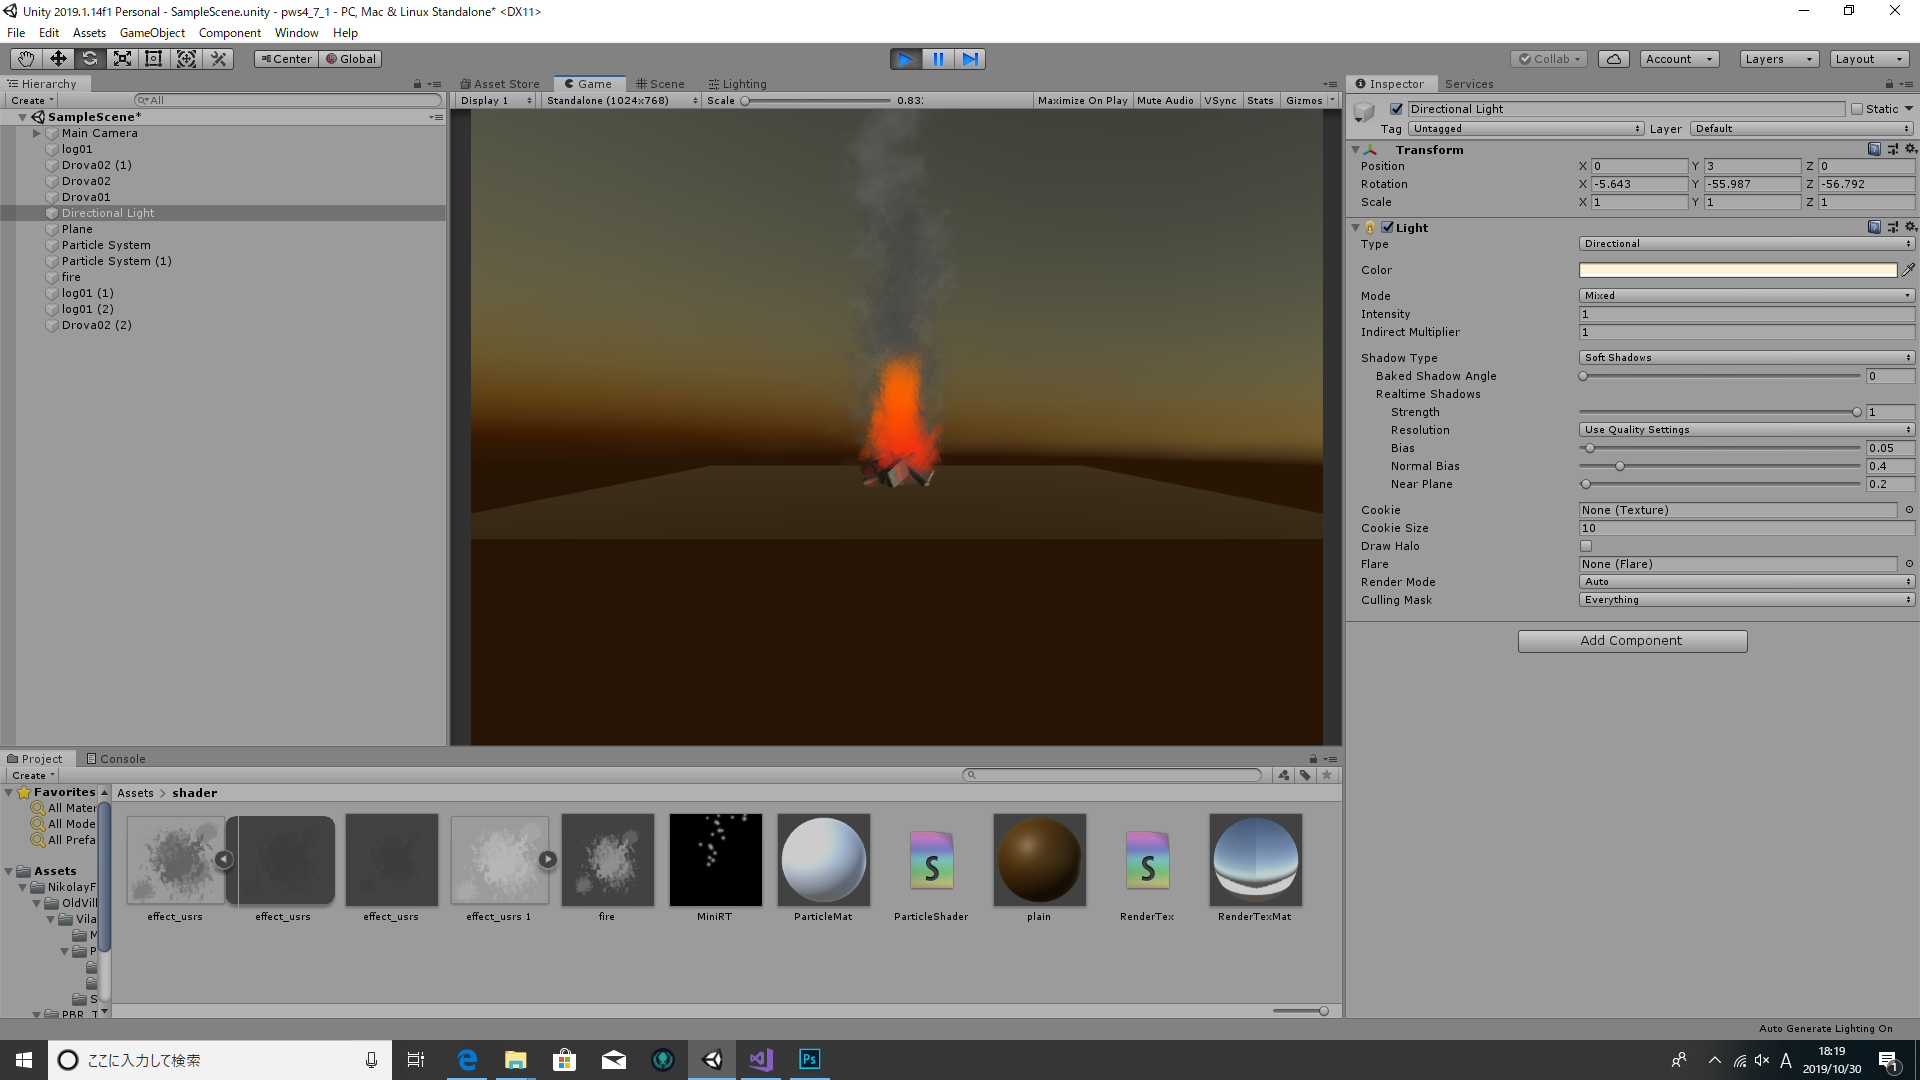 Unity 2019.1.14f1 Personal - SampleScene.unity - pws4_7_1 - PC, Mac & Linux Standalone* <DX11>
File Edit Assets GameObject Component Window Help
Center Global Collab Account Layers Layout
Hierarchy
Create All
SampleScene*
Main Camera
log01
Drova02 (1)
Drova02
Drova01
Directional Light
Plane
Particle System
Particle System (1)
fire
log01 (1)
log01 (2)
Drova02 (2)
Asset Store Game Scene Lighting
Display 1 Standalone (1024x768) Scale 0.83 Maximize On Play Mute Audio VSync Stats Gizmos
Inspector Services
Directional Light Static
Tag Untagged Layer Default
Transform
Position X 0 Y 3 Z 0
Rotation X -5.643 Y -55.987 Z -56.792
Scale X 1 Y 1 Z 1
Light
Type Directional
Color
Mode Mixed
Intensity 1
Indirect Multiplier 1
Shadow Type Soft Shadows
Baked Shadow Angle 0
Realtime Shadows
Strength 1
Resolution Use Quality Settings
Bias 0.05
Normal Bias 0.4
Near Plane 0.2
Cookie None (Texture)
Cookie Size 10
Draw Halo
Flare None (Flare)
Render Mode Auto
Culling Mask Everything
Add Component
Project Console
Create
Favorites
All Mater
All Mode
All Prefa
Assets
NikolayF
OldVill
Vila
M
P
S
PBR_T
Assets > shader
effect_usrs effect_usrs effect_usrs effect_usrs 1 fire MiniRT ParticleMat ParticleShader plain RenderTex RenderTexMat
Auto Generate Lighting On
ここに入力して検索
Ps
A
18:19
2019/10/30
1